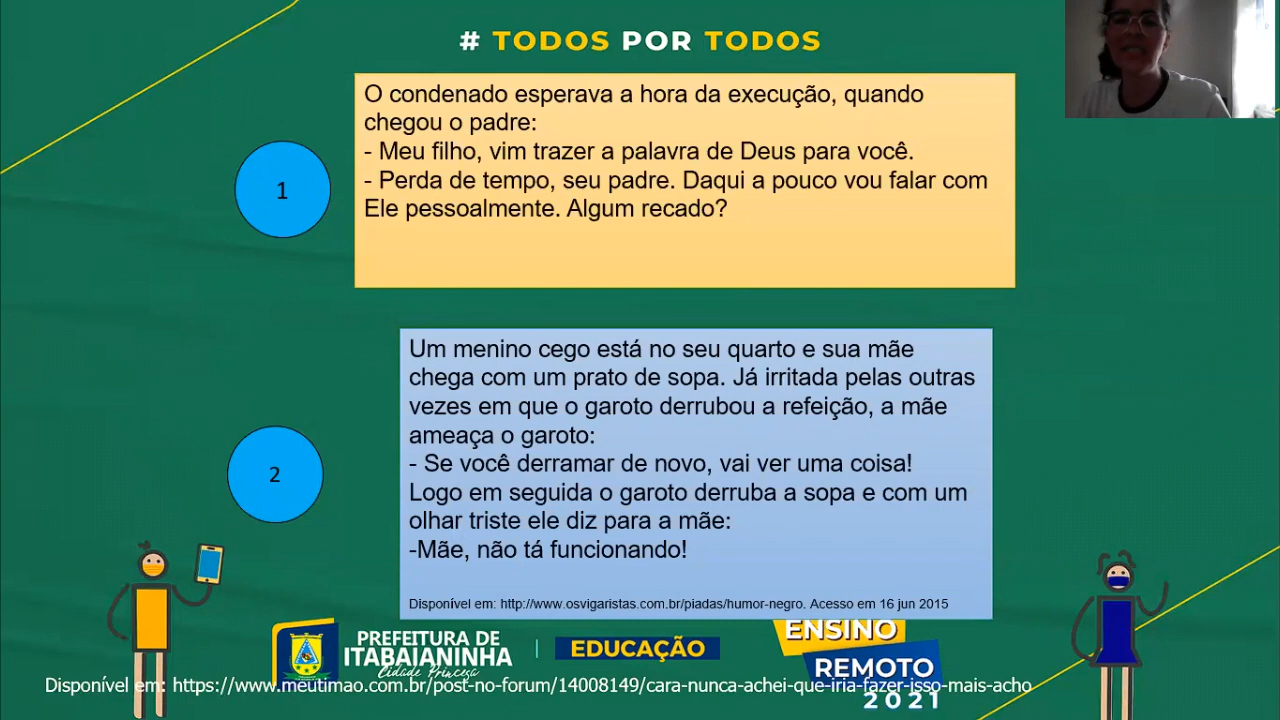 # TODOS POR TODOS
O condenado esperava a hora da execução, quando
chegou o padre:
- Meu filho, vim trazer a palavra de Deus para você.
- Perda de tempo, seu padre. Daqui a pouco vou falar com
Ele pessoalmente. Algum recado?
1
Um menino cego está no seu quarto e sua mãe
chega com um prato de sopa. Já irritada pelas outras
vezes em que o garoto derrubou a refeição, a mãe
ameaça o garoto:
- Se você derramar de novo, vai ver uma coisa!
Logo em seguida o garoto derruba a sopa e com um
olhar triste ele diz para a mãe:
-Mãe, não tá funcionando!
2
Disponível em: http://www.osvigaristas.com.br/piadas/humor-negro. Acesso em 16 jun 2015
PREFEITURA DE
ITABAIANINHA
Cidade Princesa
EDUCAÇÃO
ENSINO
REMOTO
2021
Disponível em: https://www.meutimao.com.br/post-no-forum/14008149/cara-nunca-achei-que-iria-fazer-isso-mais-acho